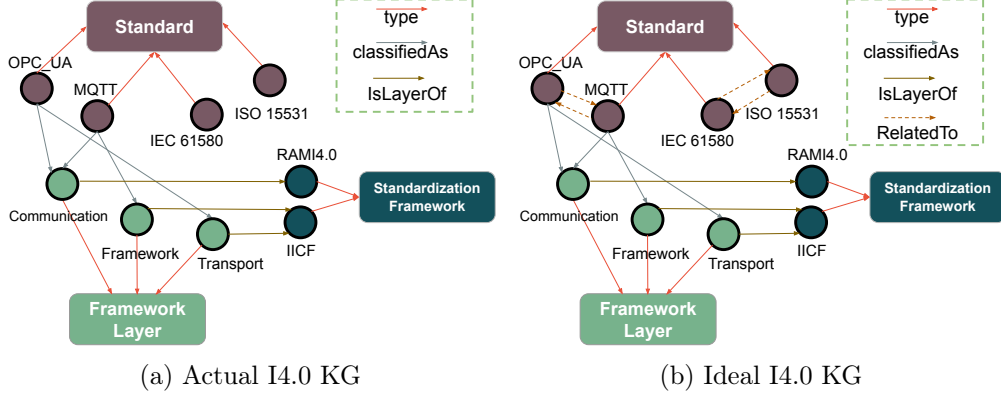 Standard
OPC_UA
MQTT
IEC 61580
ISO 15531
type
classifiedAs
IsLayerOf
RAMI4.0
Standardization
Framework
Communication
Framework
Transport
IICF
Framework
Layer
(a) Actual I4.0 KG
Standard
OPC_UA
MQTT
IEC 61580
ISO 15531
type
classifiedAs
IsLayerOf
RelatedTo
RAMI4.0
Standardization
Framework
Communication
Framework
Transport
IICF
Framework
Layer
(b) Ideal I4.0 KG